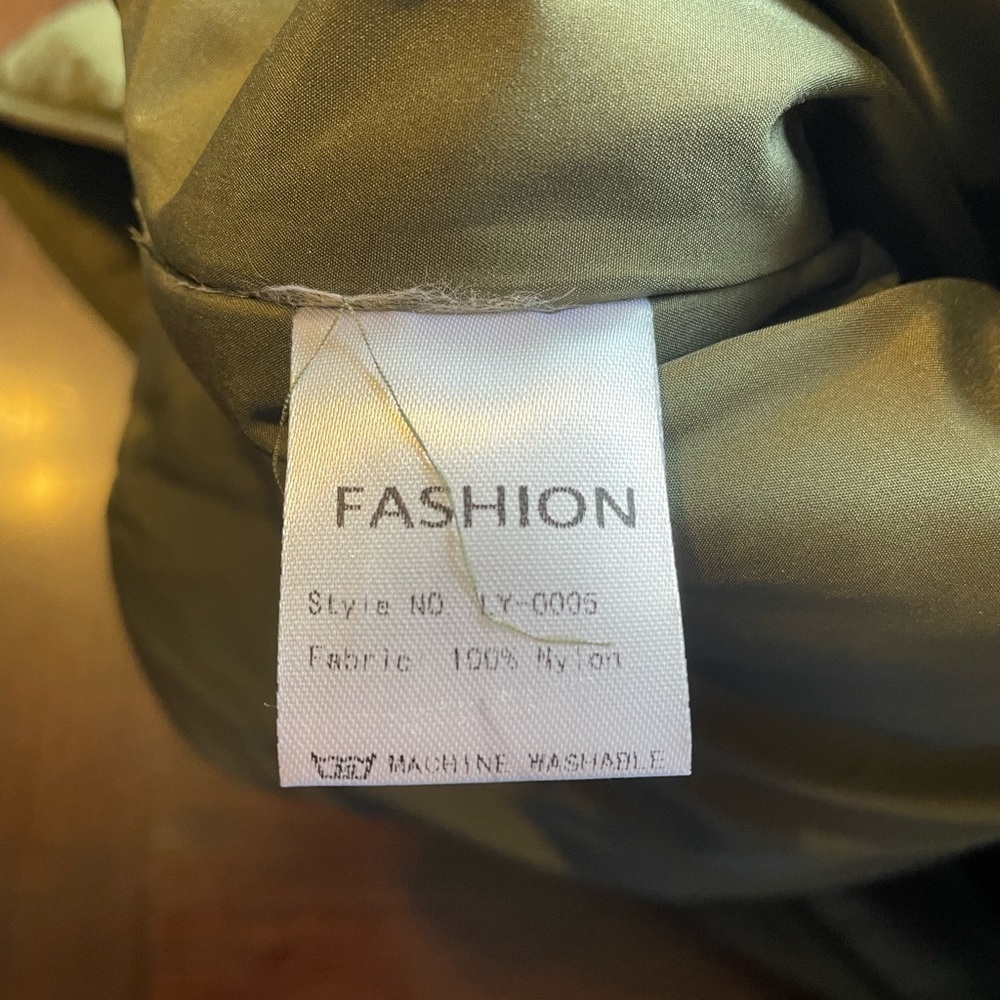 FASHION
Style NO LY-0005
Fabric 100% Nylon
MACHINE WASHABLE